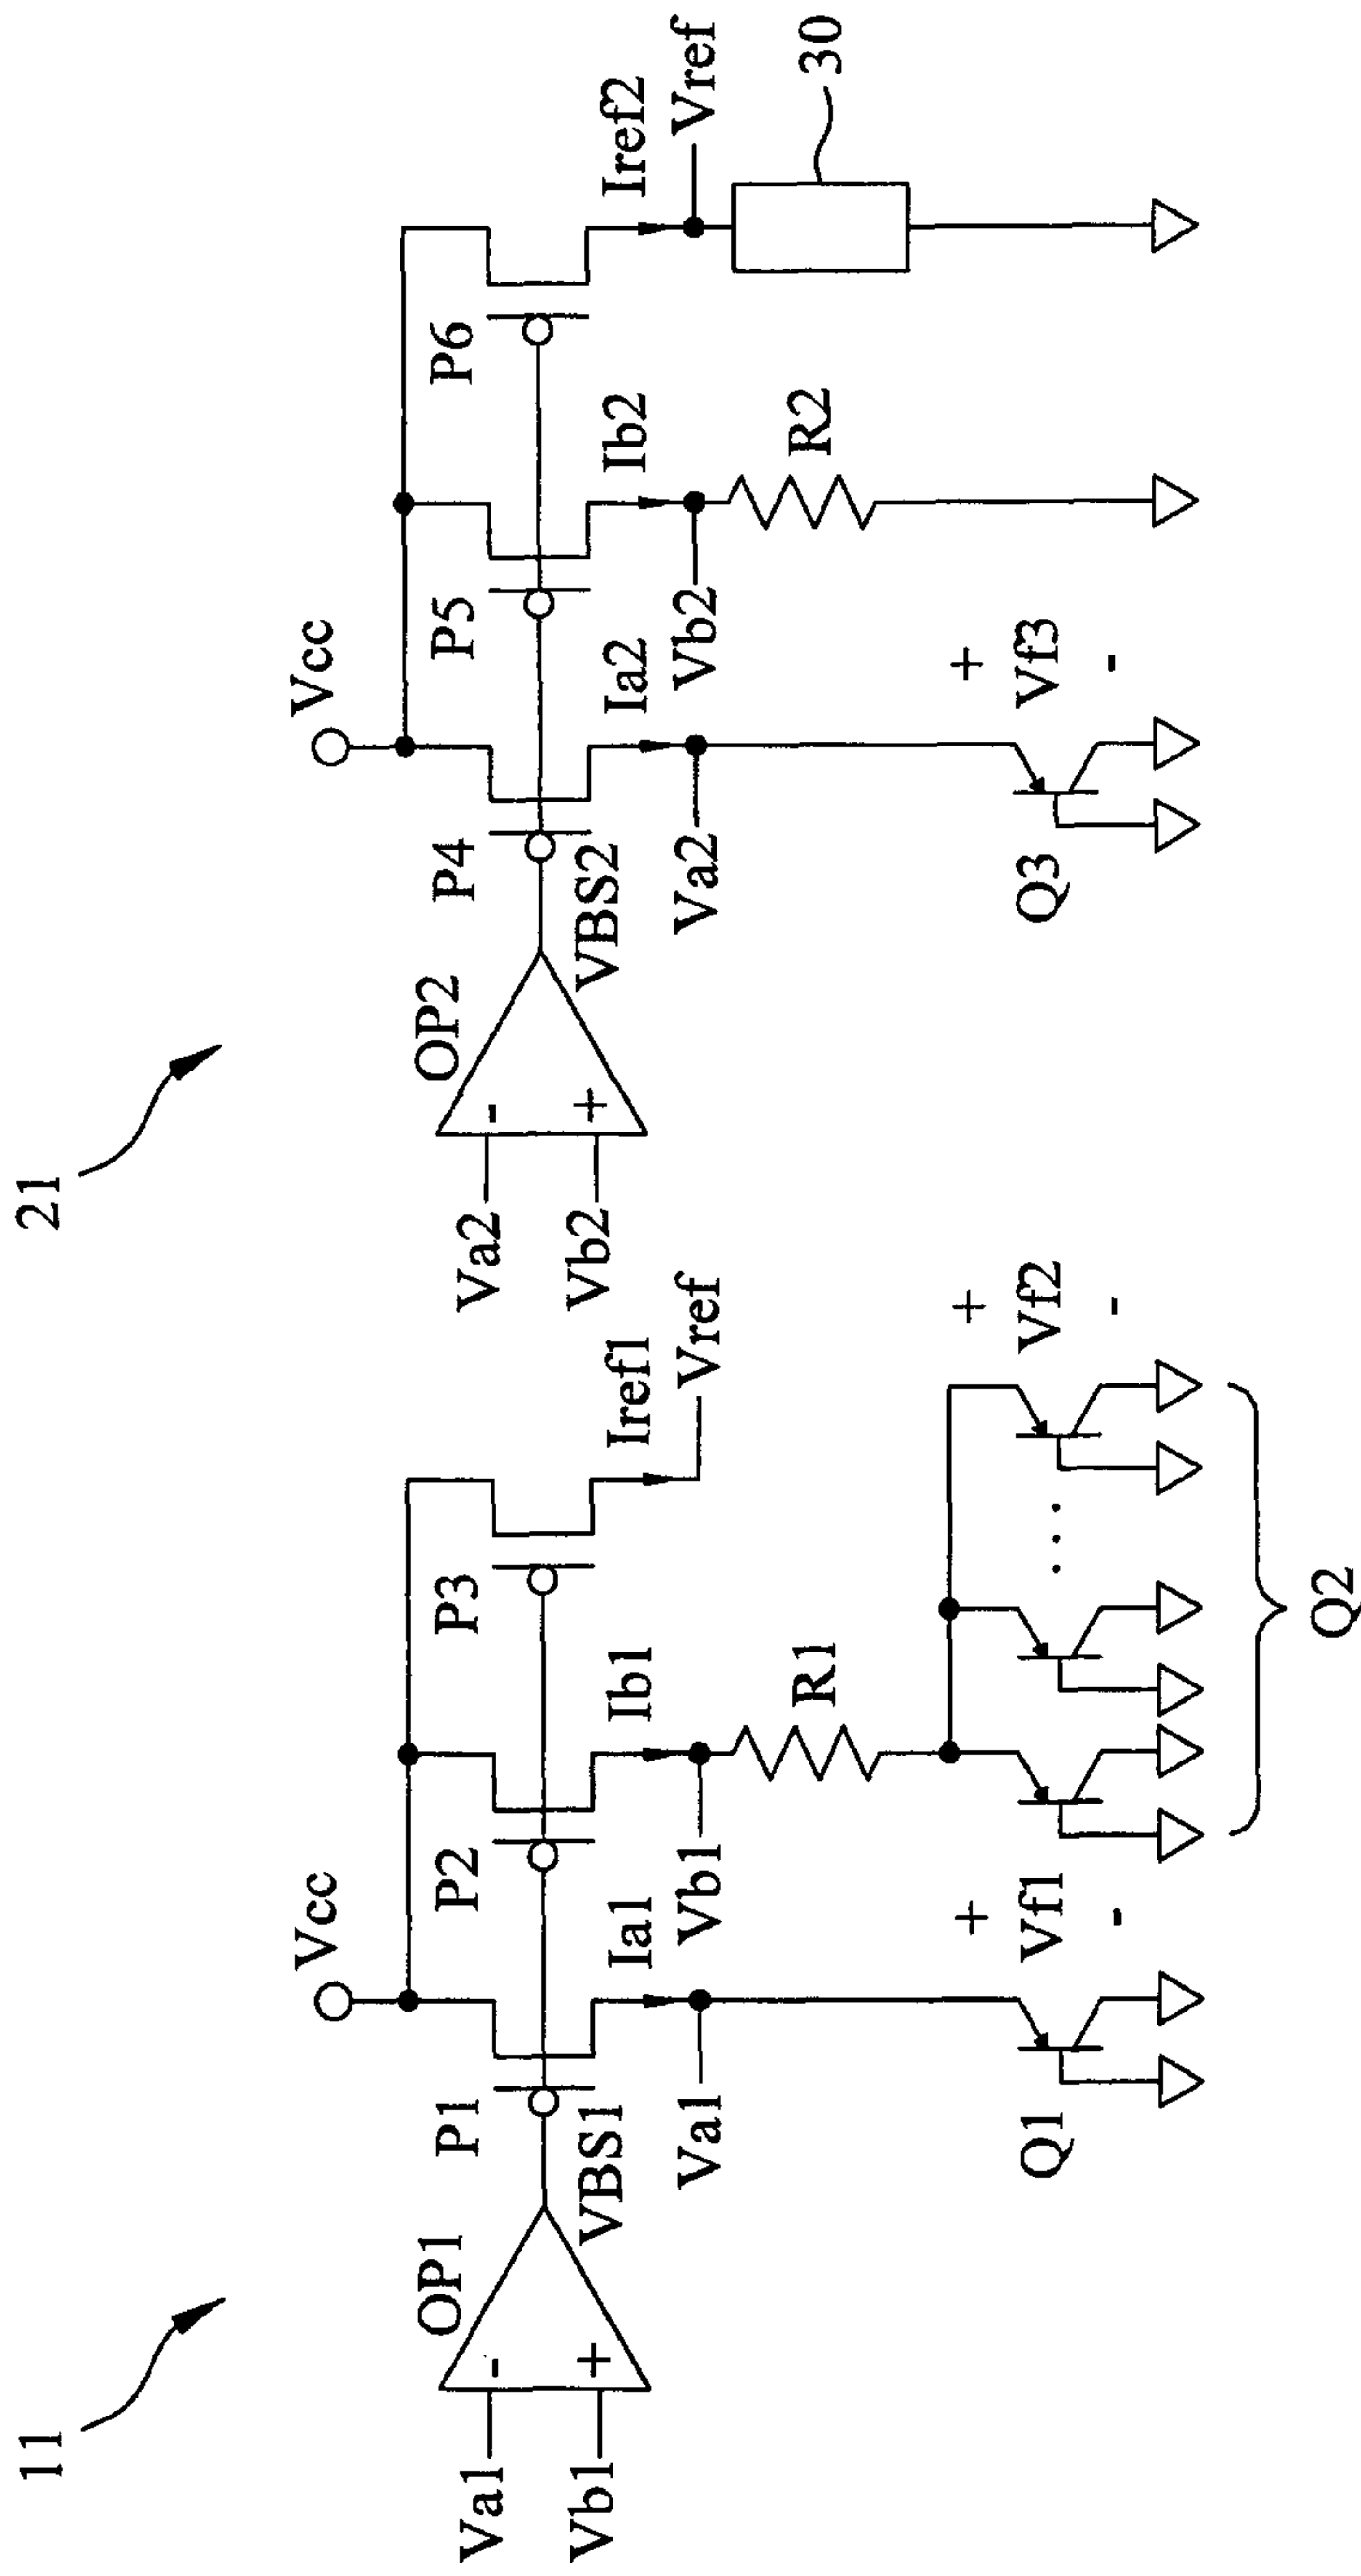 11
21
Vcc
Vcc
OP1
P1
P2
P3
OP2
P4
P5
P6
Va1
-
Va2
-
Vb1
+
VBS1
Ia1
Ib1
Iref1
Vb2
+
VBS2
Ia2
Ib2
Iref2
Va1
Vb1
Vref
Va2
Vb2
Vref
R1
R2
30
Q1
+
Vf1
-
+
Vf2
-
...
Q3
+
Vf3
-
Q2